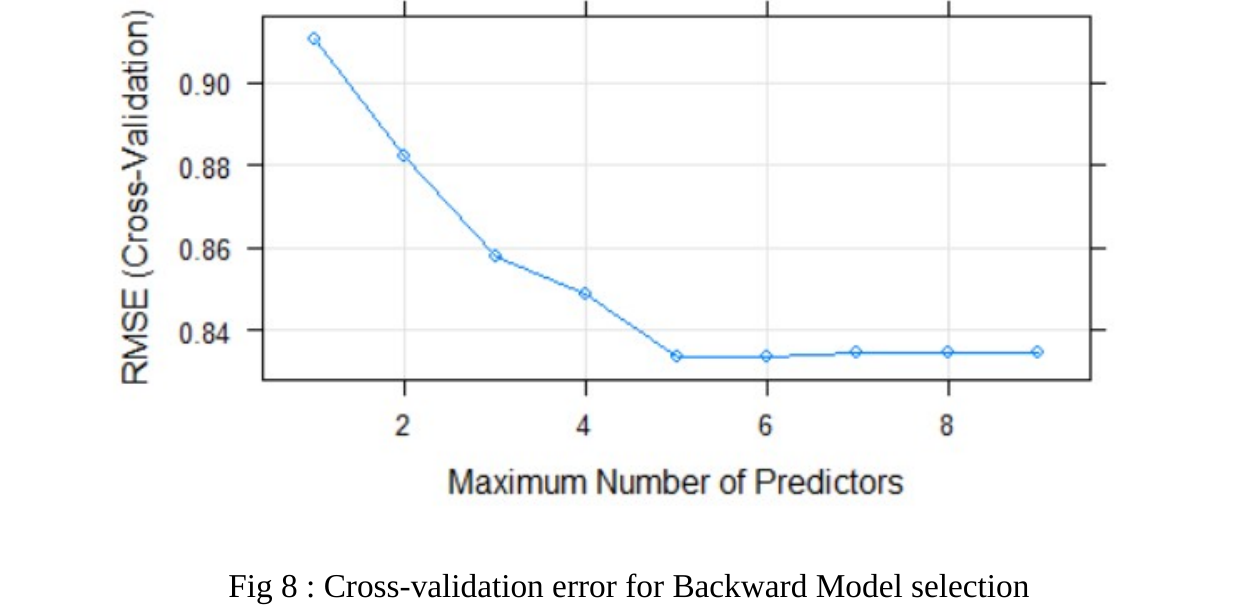 RMSE (Cross-Validation)
0.90
0.88
0.86
0.84
2 4 6 8
Maximum Number of Predictors
Fig 8 : Cross-validation error for Backward Model selection